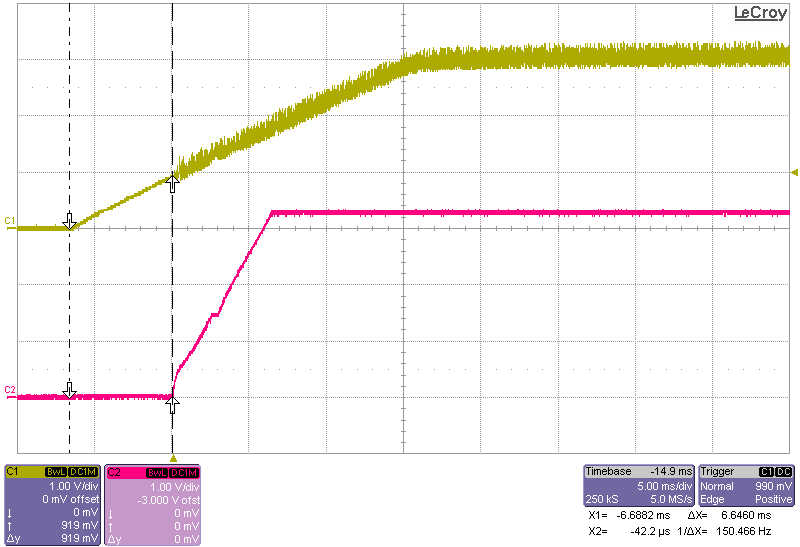 LeCroy
C1
C2
C1 BwL DC1M
1.00 V/div
0 mV offset
↓ 0 mV
↑ 919 mV
Δy 919 mV
C2 BwL DC1M
1.00 V/div
-3.000 V ofst
↓ 0 mV
↑ 0 mV
Δy 0 mV
Timebase -14.9 ms
5.00 ms/div
250 kS 5.0 MS/s
Trigger C1 DC
Normal 990 mV
Edge Positive
X1= -6.6882 ms ΔX= 6.6460 ms
X2= -42.2 µs 1/ΔX= 150.466 Hz